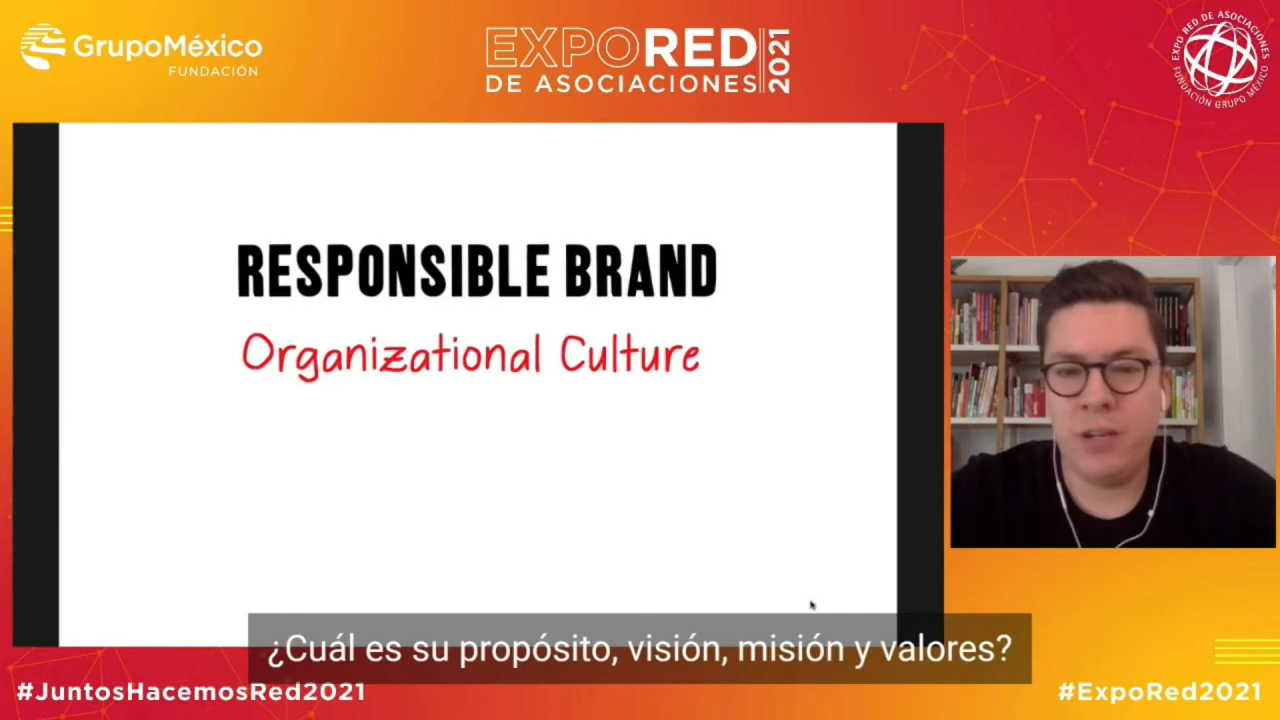 GrupoMéxico
FUNDACIÓN
EXPORED
DE ASOCIACIONES
2021
EXPO RED DE ASOCIACIONES
FUNDACIÓN GRUPO MÉXICO
RESPONSIBLE BRAND
Organizational Culture
¿Cuál es su propósito, visión, misión y valores?
#JuntosHacemosRed2021
#ExpoRed2021